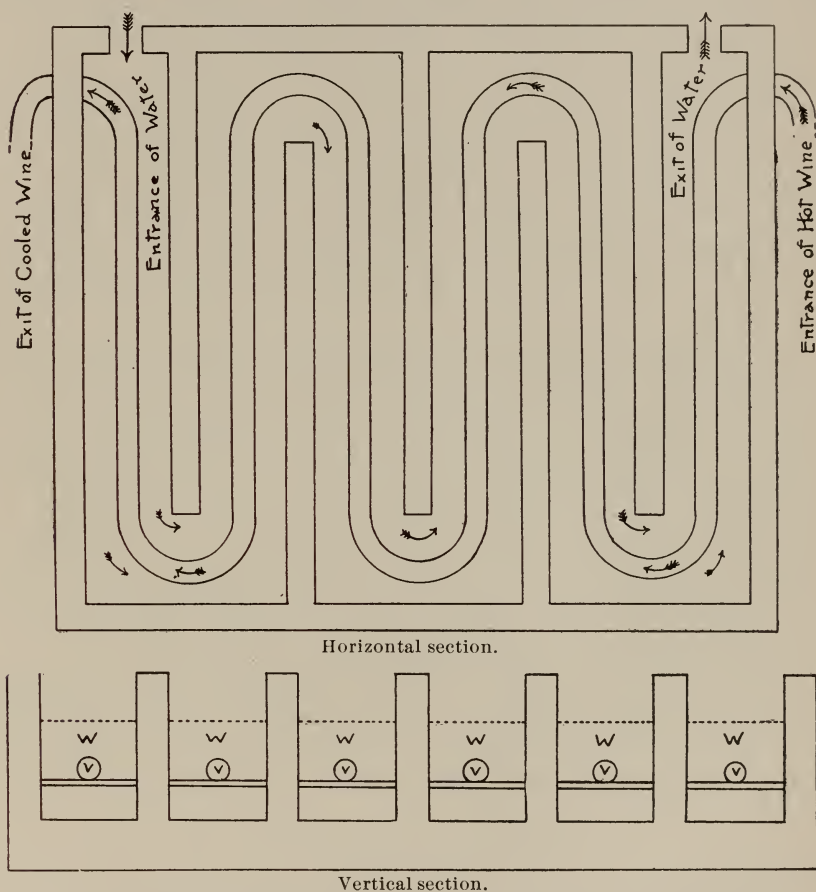 Entrance of Water
Exit of Water
Exit of Cooled Wine
Entrance of Hot Wine
Horizontal section.
W W W W W W
V V V V V V
Vertical section.